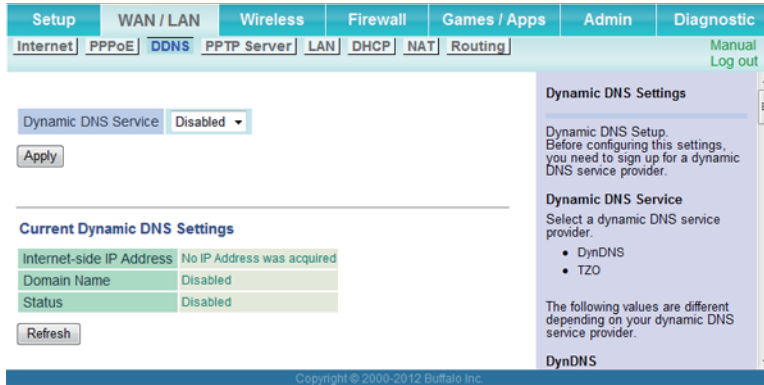 Setup WAN / LAN Wireless Firewall Games / Apps Admin Diagnostic
Internet PPPoE DDNS PPTP Server LAN DHCP NAT Routing
Manual
Log out
Dynamic DNS Service Disabled
Apply
Current Dynamic DNS Settings
Internet-side IP Address No IP Address was acquired
Domain Name Disabled
Status Disabled
Refresh
Dynamic DNS Settings
Dynamic DNS Setup.
Before configuring this settings,
you need to sign up for a dynamic
DNS service provider.
Dynamic DNS Service
Select a dynamic DNS service
provider.
• DynDNS
• TZO
The following values are different
depending on your dynamic DNS
service provider.
DynDNS
Copyright © 2000-2012 Buffalo Inc.